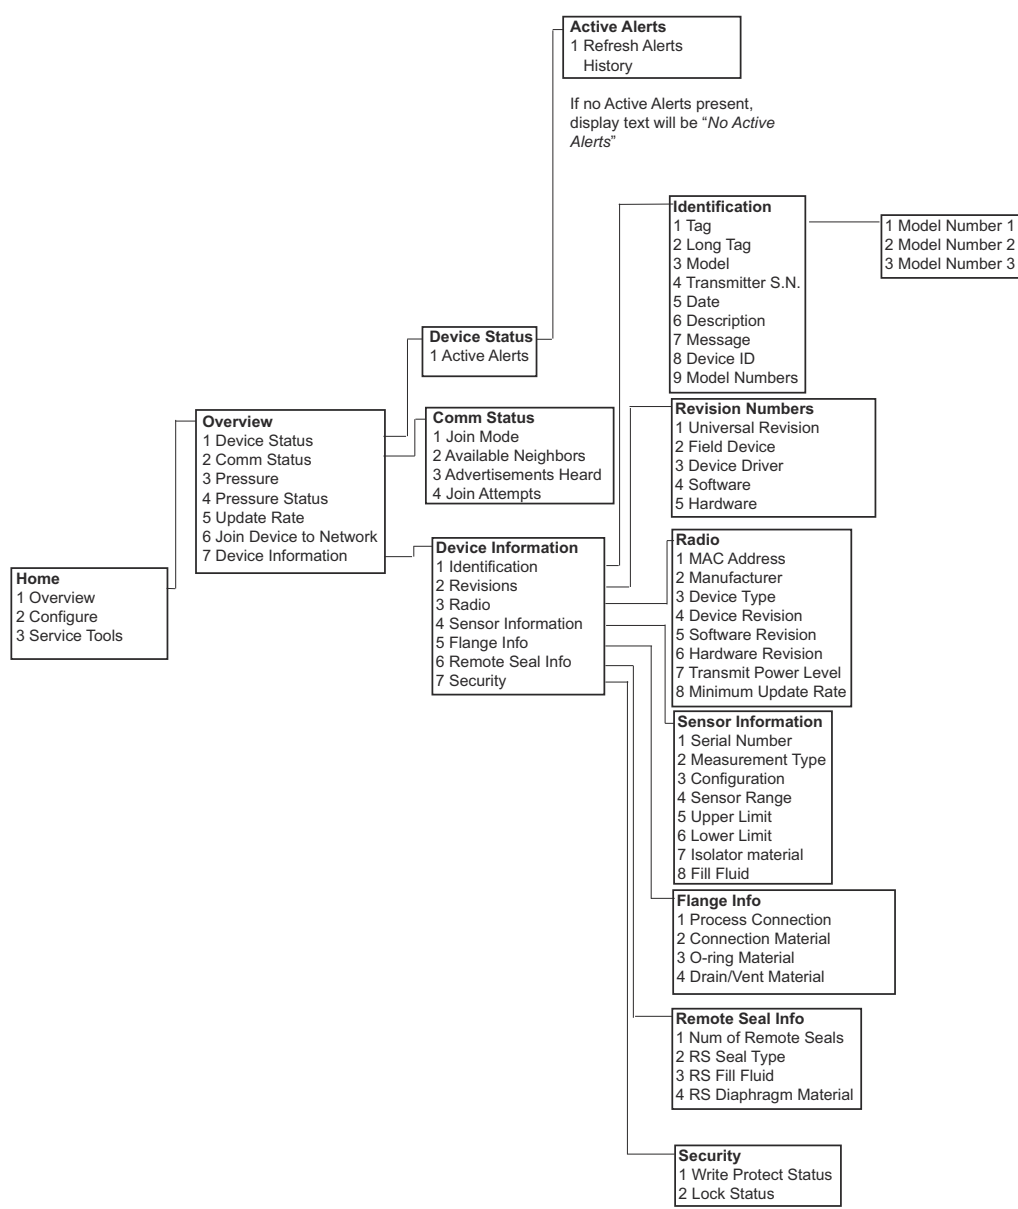 Active Alerts
1 Refresh Alerts
History
If no Active Alerts present,
display text will be “No Active
Alerts”
Identification
1 Tag
2 Long Tag
3 Model
4 Transmitter S.N.
5 Date
6 Description
7 Message
8 Device ID
9 Model Numbers
1 Model Number 1
2 Model Number 2
3 Model Number 3
Device Status
1 Active Alerts
Comm Status
1 Join Mode
2 Available Neighbors
3 Advertisements Heard
4 Join Attempts
Revision Numbers
1 Universal Revision
2 Field Device
3 Device Driver
4 Software
5 Hardware
Overview
1 Device Status
2 Comm Status
3 Pressure
4 Pressure Status
5 Update Rate
6 Join Device to Network
7 Device Information
Home
1 Overview
2 Configure
3 Service Tools
Device Information
1 Identification
2 Revisions
3 Radio
4 Sensor Information
5 Flange Info
6 Remote Seal Info
7 Security
Radio
1 MAC Address
2 Manufacturer
3 Device Type
4 Device Revision
5 Software Revision
6 Hardware Revision
7 Transmit Power Level
8 Minimum Update Rate
Sensor Information
1 Serial Number
2 Measurement Type
3 Configuration
4 Sensor Range
5 Upper Limit
6 Lower Limit
7 Isolator material
8 Fill Fluid
Flange Info
1 Process Connection
2 Connection Material
3 O-ring Material
4 Drain/Vent Material
Remote Seal Info
1 Num of Remote Seals
2 RS Seal Type
3 RS Fill Fluid
4 RS Diaphragm Material
Security
1 Write Protect Status
2 Lock Status